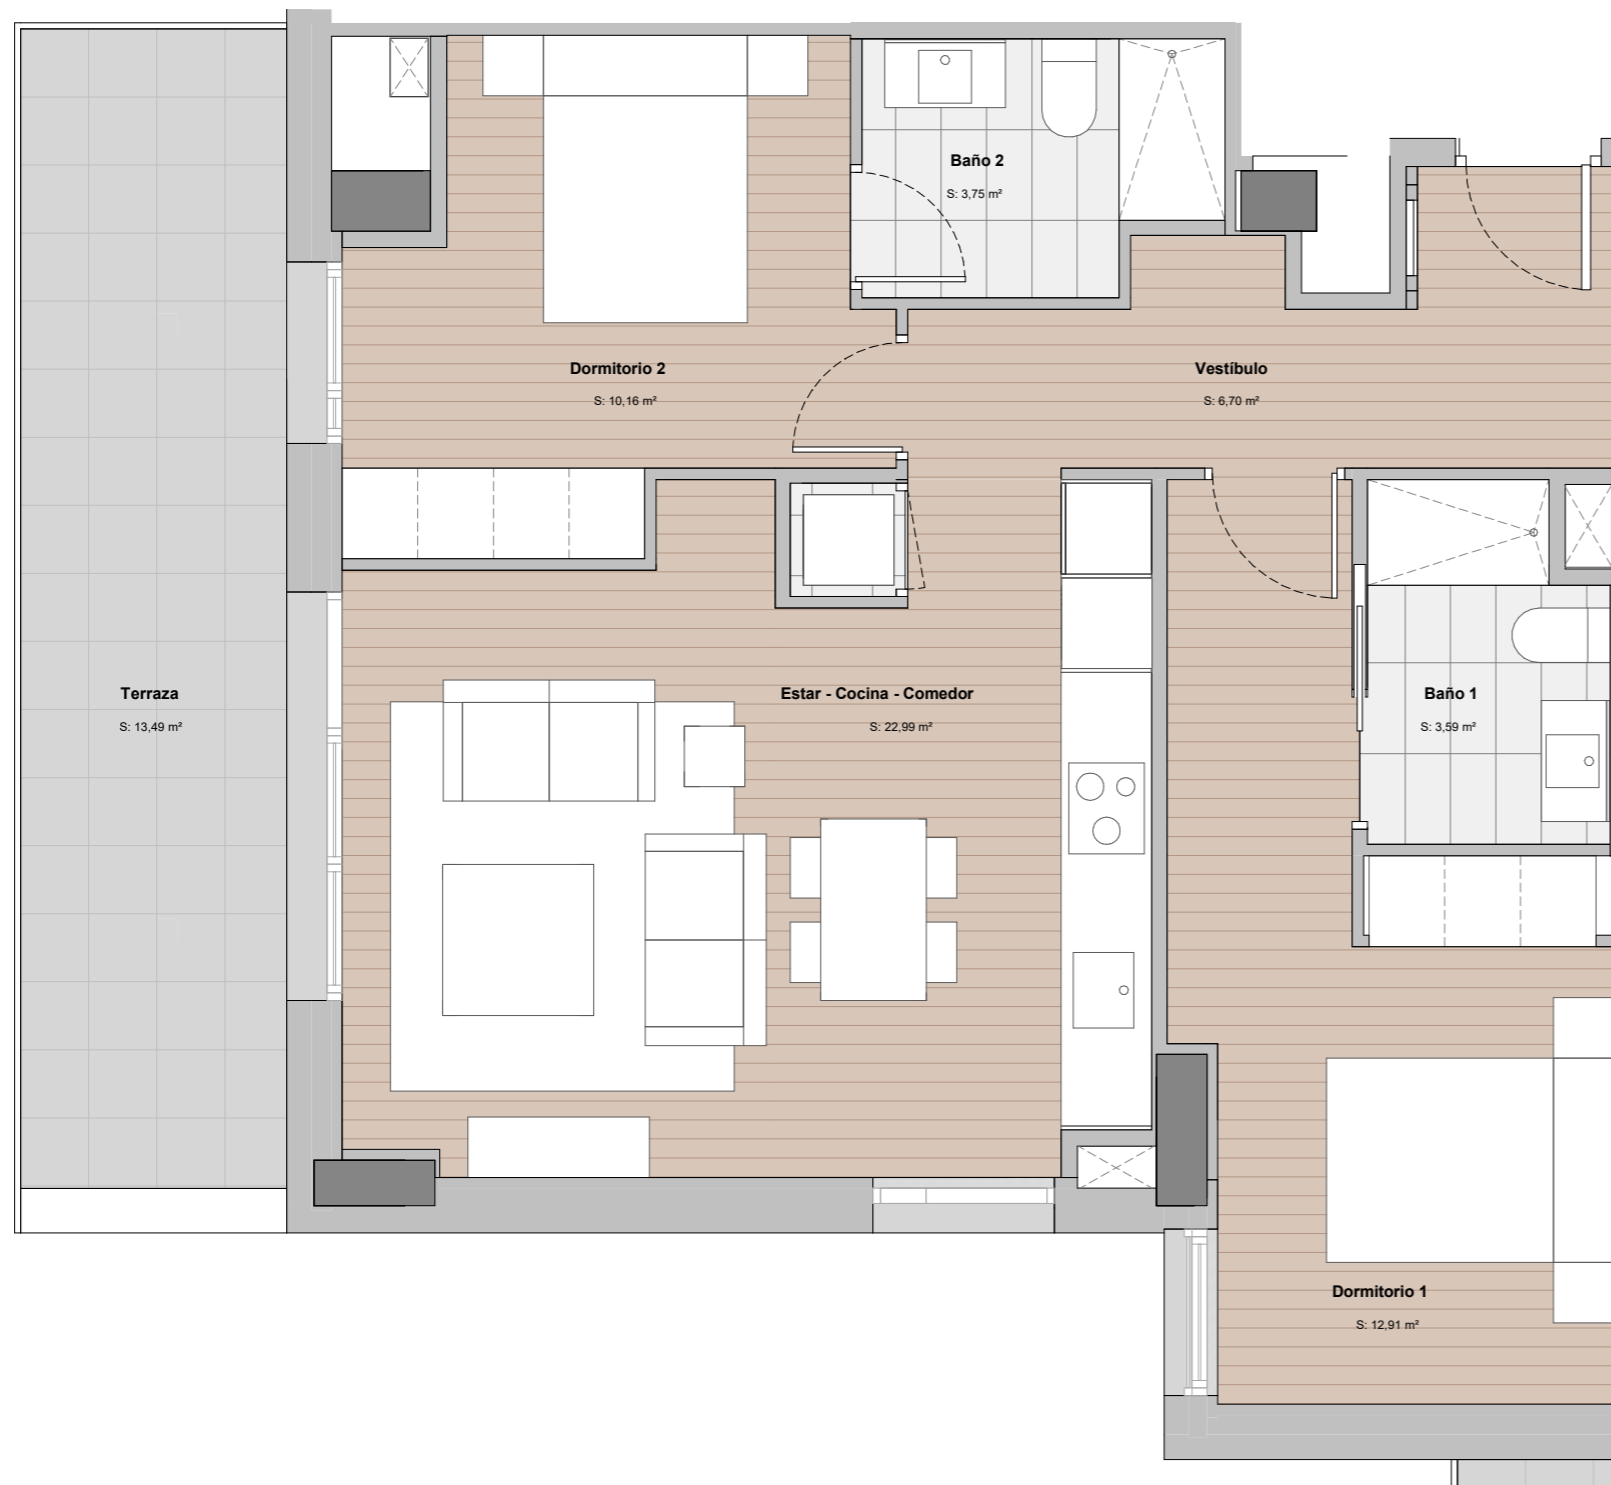 Baño 2
S: 3,75 m²
Dormitorio 2
S: 10,16 m²
Vestíbulo
S: 6,70 m²
Terraza
S: 13,49 m²
Estar - Cocina - Comedor
S: 22,99 m²
Baño 1
S: 3,59 m²
Dormitorio 1
S: 12,91 m²